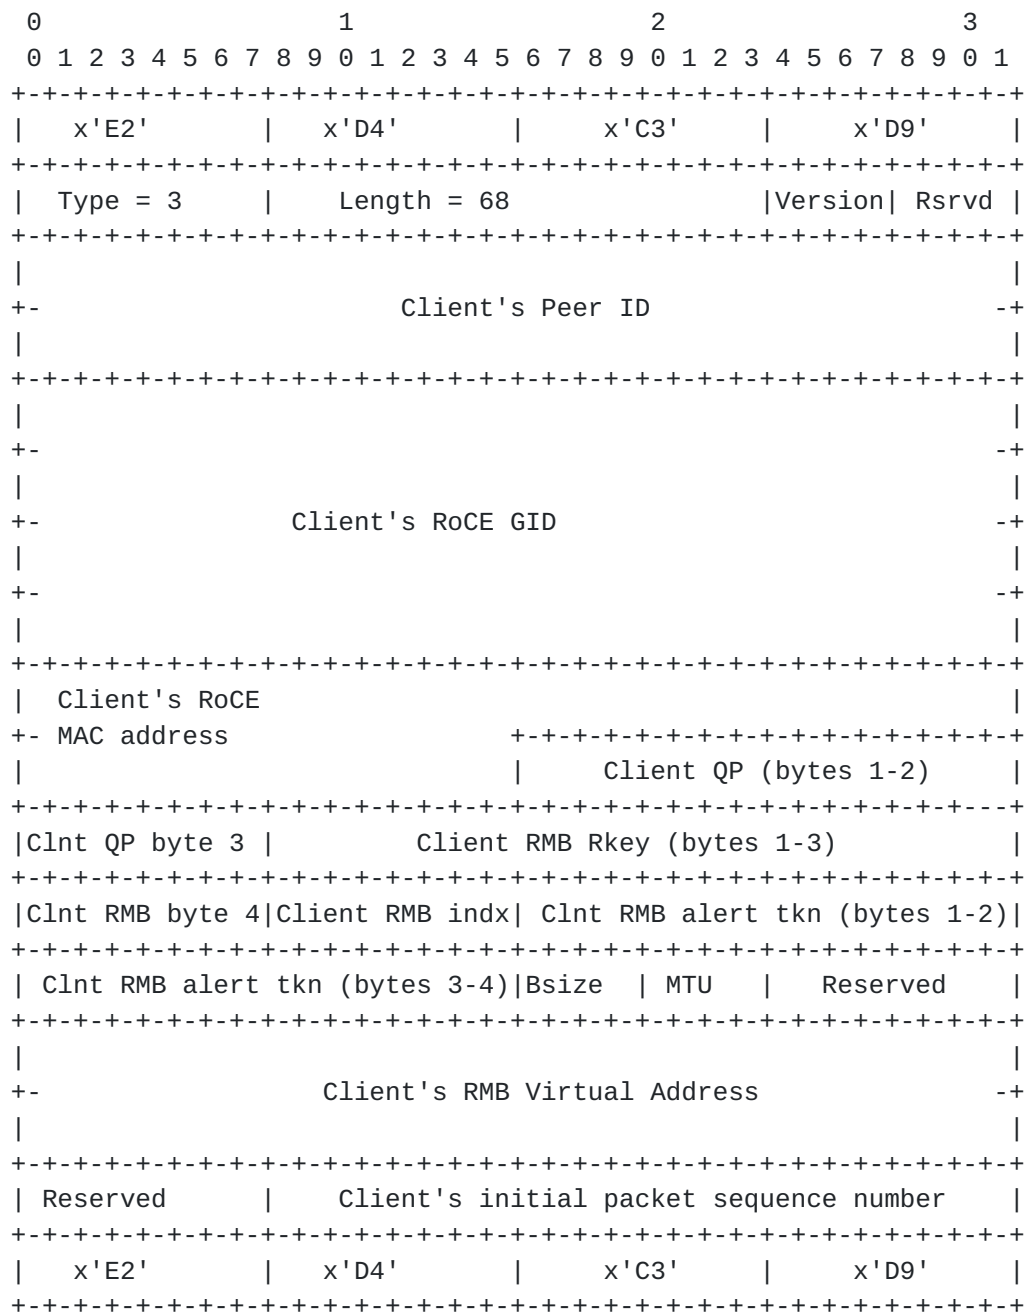 0                   1                   2                   3
 0 1 2 3 4 5 6 7 8 9 0 1 2 3 4 5 6 7 8 9 0 1 2 3 4 5 6 7 8 9 0 1
+-+-+-+-+-+-+-+-+-+-+-+-+-+-+-+-+-+-+-+-+-+-+-+-+-+-+-+-+-+-+-+-+
|   x'E2'       |   x'D4'       |     x'C3'     |     x'D9'     |
+-+-+-+-+-+-+-+-+-+-+-+-+-+-+-+-+-+-+-+-+-+-+-+-+-+-+-+-+-+-+-+-+
|  Type = 3     |    Length = 68                |Version| Rsrvd |
+-+-+-+-+-+-+-+-+-+-+-+-+-+-+-+-+-+-+-+-+-+-+-+-+-+-+-+-+-+-+-+-+
|                                                               |
+-                       Client's Peer ID                      -+
|                                                               |
+-+-+-+-+-+-+-+-+-+-+-+-+-+-+-+-+-+-+-+-+-+-+-+-+-+-+-+-+-+-+-+-+
|                                                               |
+-                                                             -+
|                                                               |
+-                Client's RoCE GID                            -+
|                                                               |
+-                                                             -+
|                                                               |
+-+-+-+-+-+-+-+-+-+-+-+-+-+-+-+-+-+-+-+-+-+-+-+-+-+-+-+-+-+-+-+-+
|  Client's RoCE                                                |
+- MAC address                  +-+-+-+-+-+-+-+-+-+-+-+-+-+-+-+-+
|                               |     Client QP (bytes 1-2)     |
+-+-+-+-+-+-+-+-+-+-+-+-+-+-+-+-+-+-+-+-+-+-+-+-+-+-+-+-+-+-+---+
|Clnt QP byte 3 |         Client RMB Rkey (bytes 1-3)           |
+-+-+-+-+-+-+-+-+-+-+-+-+-+-+-+-+-+-+-+-+-+-+-+-+-+-+-+-+-+-+-+-+
|Clnt RMB byte 4|Client RMB indx| Clnt RMB alert tkn (bytes 1-2)|
+-+-+-+-+-+-+-+-+-+-+-+-+-+-+-+-+-+-+-+-+-+-+-+-+-+-+-+-+-+-+-+-+
| Clnt RMB alert tkn (bytes 3-4)|Bsize  | MTU   |   Reserved    |
+-+-+-+-+-+-+-+-+-+-+-+-+-+-+-+-+-+-+-+-+-+-+-+-+-+-+-+-+-+-+-+-+
|                                                               |
+-                  Client's RMB Virtual Address               -+
|                                                               |
+-+-+-+-+-+-+-+-+-+-+-+-+-+-+-+-+-+-+-+-+-+-+-+-+-+-+-+-+-+-+-+-+
| Reserved      |    Client's initial packet sequence number    |
+-+-+-+-+-+-+-+-+-+-+-+-+-+-+-+-+-+-+-+-+-+-+-+-+-+-+-+-+-+-+-+-+
|   x'E2'       |   x'D4'       |     x'C3'     |     x'D9'     |
+-+-+-+-+-+-+-+-+-+-+-+-+-+-+-+-+-+-+-+-+-+-+-+-+-+-+-+-+-+-+-+-+